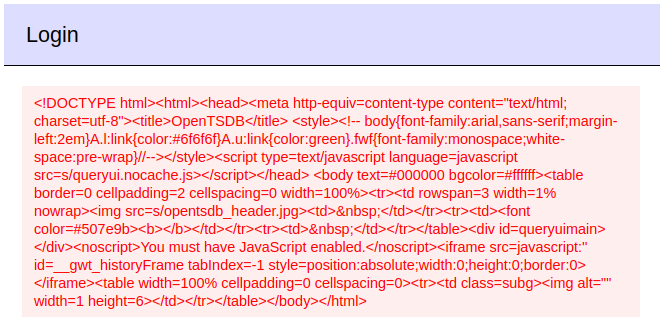 Login
<!DOCTYPE html><html><head><meta http-equiv=content-type content="text/html;
charset=utf-8"><title>OpenTSDB</title> <style><!-- body{font-family:arial,sans-serif;margin-
left:2em}A.l:link{color:#6f6f6f}A.u:link{color:green}.fwf{font-family:monospace;white-
space:pre-wrap}//--></style><script type=text/javascript language=javascript
src=s/queryui.nocache.js></script></head> <body text=#000000 bgcolor=#ffffff><table
border=0 cellpadding=2 cellspacing=0 width=100%><tr><td rowspan=3 width=1%
nowrap><img src=s/opentsdb_header.jpg><td>&nbsp;</td></tr><tr><td><font
color=#507e9b><b></b></td></tr><tr><td>&nbsp;</td></tr></table><div id=queryuimain>
</div><noscript>You must have JavaScript enabled.</noscript><iframe src=javascript:''
id=__gwt_historyFrame tabIndex=-1 style=position:absolute;width:0;height:0;border:0>
</iframe><table width=100% cellpadding=0 cellspacing=0><tr><td class=subg><img alt=""
width=1 height=6></td></tr></table></body></html>